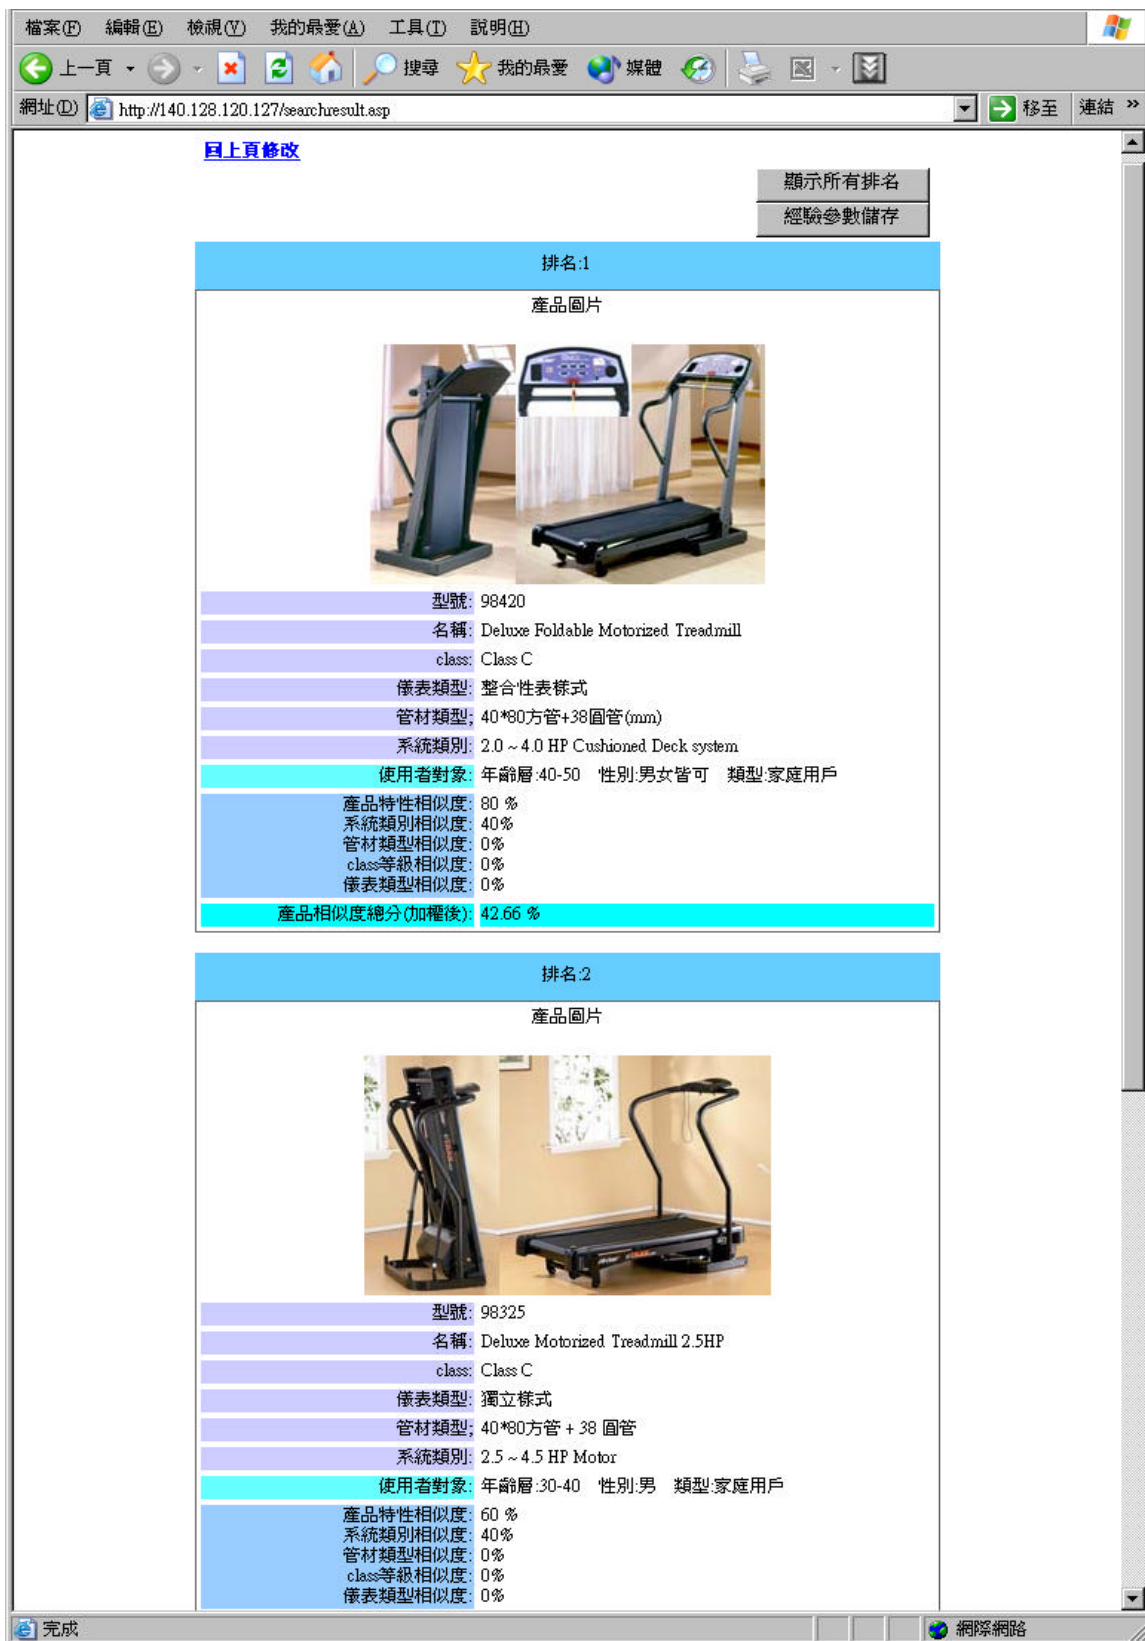 檔案(F) 編輯(E) 檢視(V) 我的最愛(A) 工具(T) 說明(H)
上一頁 搜尋 我的最愛 媒體
網址(D) http://140.128.120.127/searchresult.asp 移至 連結 »
回上頁修改
顯示所有排名
經驗參數儲存
排名:1
產品圖片
型號: 98420
名稱: Deluxe Foldable Motorized Treadmill
class: Class C
儀表類型: 整合性表樣式
管材類型; 40*80方管+38圓管(mm)
系統類別: 2.0 ~ 4.0 HP Cushioned Deck system
使用者對象: 年齡層:40-50 性別:男女皆可 類型:家庭用戶
產品特性相似度: 80 %
系統類別相似度: 40%
管材類型相似度: 0%
class等級相似度: 0%
儀表類型相似度: 0%
產品相似度總分(加權後): 42.66 %
排名:2
產品圖片
型號: 98325
名稱: Deluxe Motorized Treadmill 2.5HP
class: Class C
儀表類型: 獨立樣式
管材類型; 40*80方管 + 38 圓管
系統類別: 2.5 ~ 4.5 HP Motor
使用者對象: 年齡層:30-40 性別:男 類型:家庭用戶
產品特性相似度: 60 %
系統類別相似度: 40%
管材類型相似度: 0%
class等級相似度: 0%
儀表類型相似度: 0%
完成 網際網路